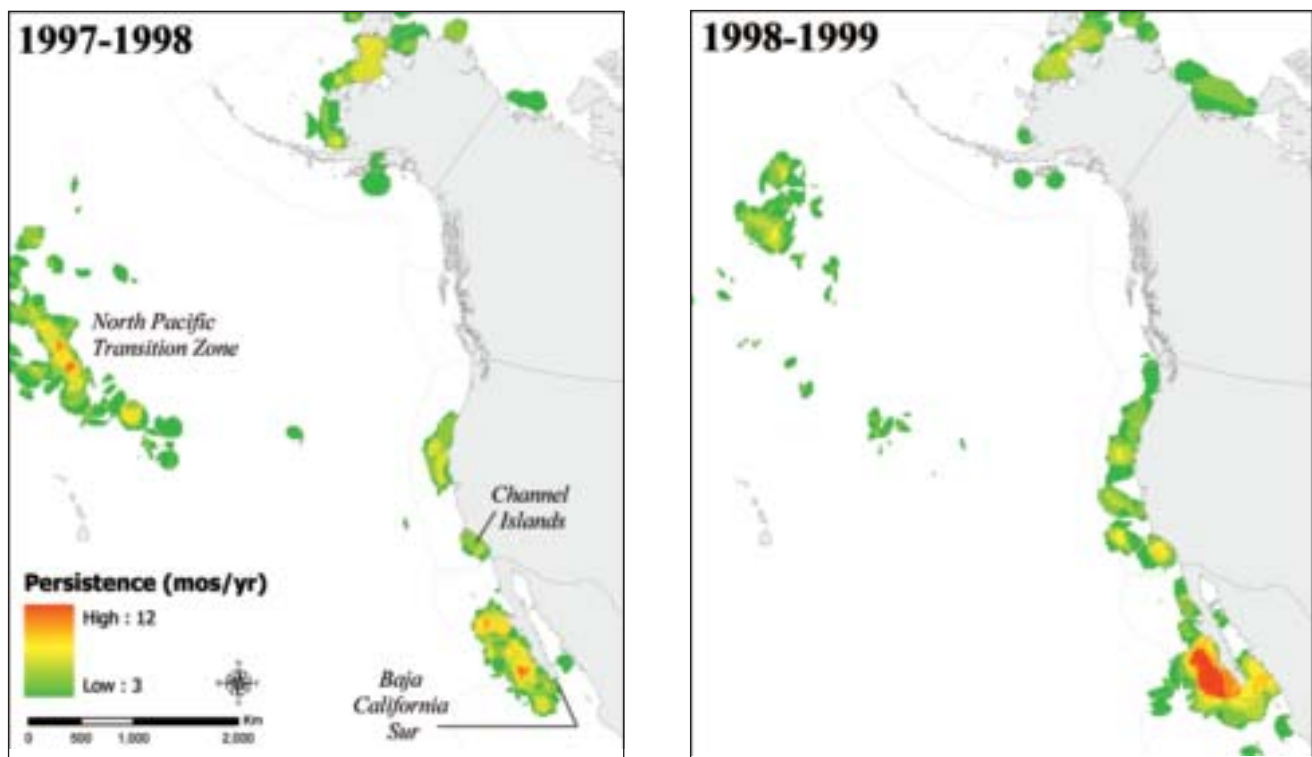 1997-1998
North Pacific
Transition Zone
Channel
Islands
Persistence (mos/yr)
High : 12
Low : 3
Km
0 500 1.000 2.000
Baja
California
Sur
1998-1999